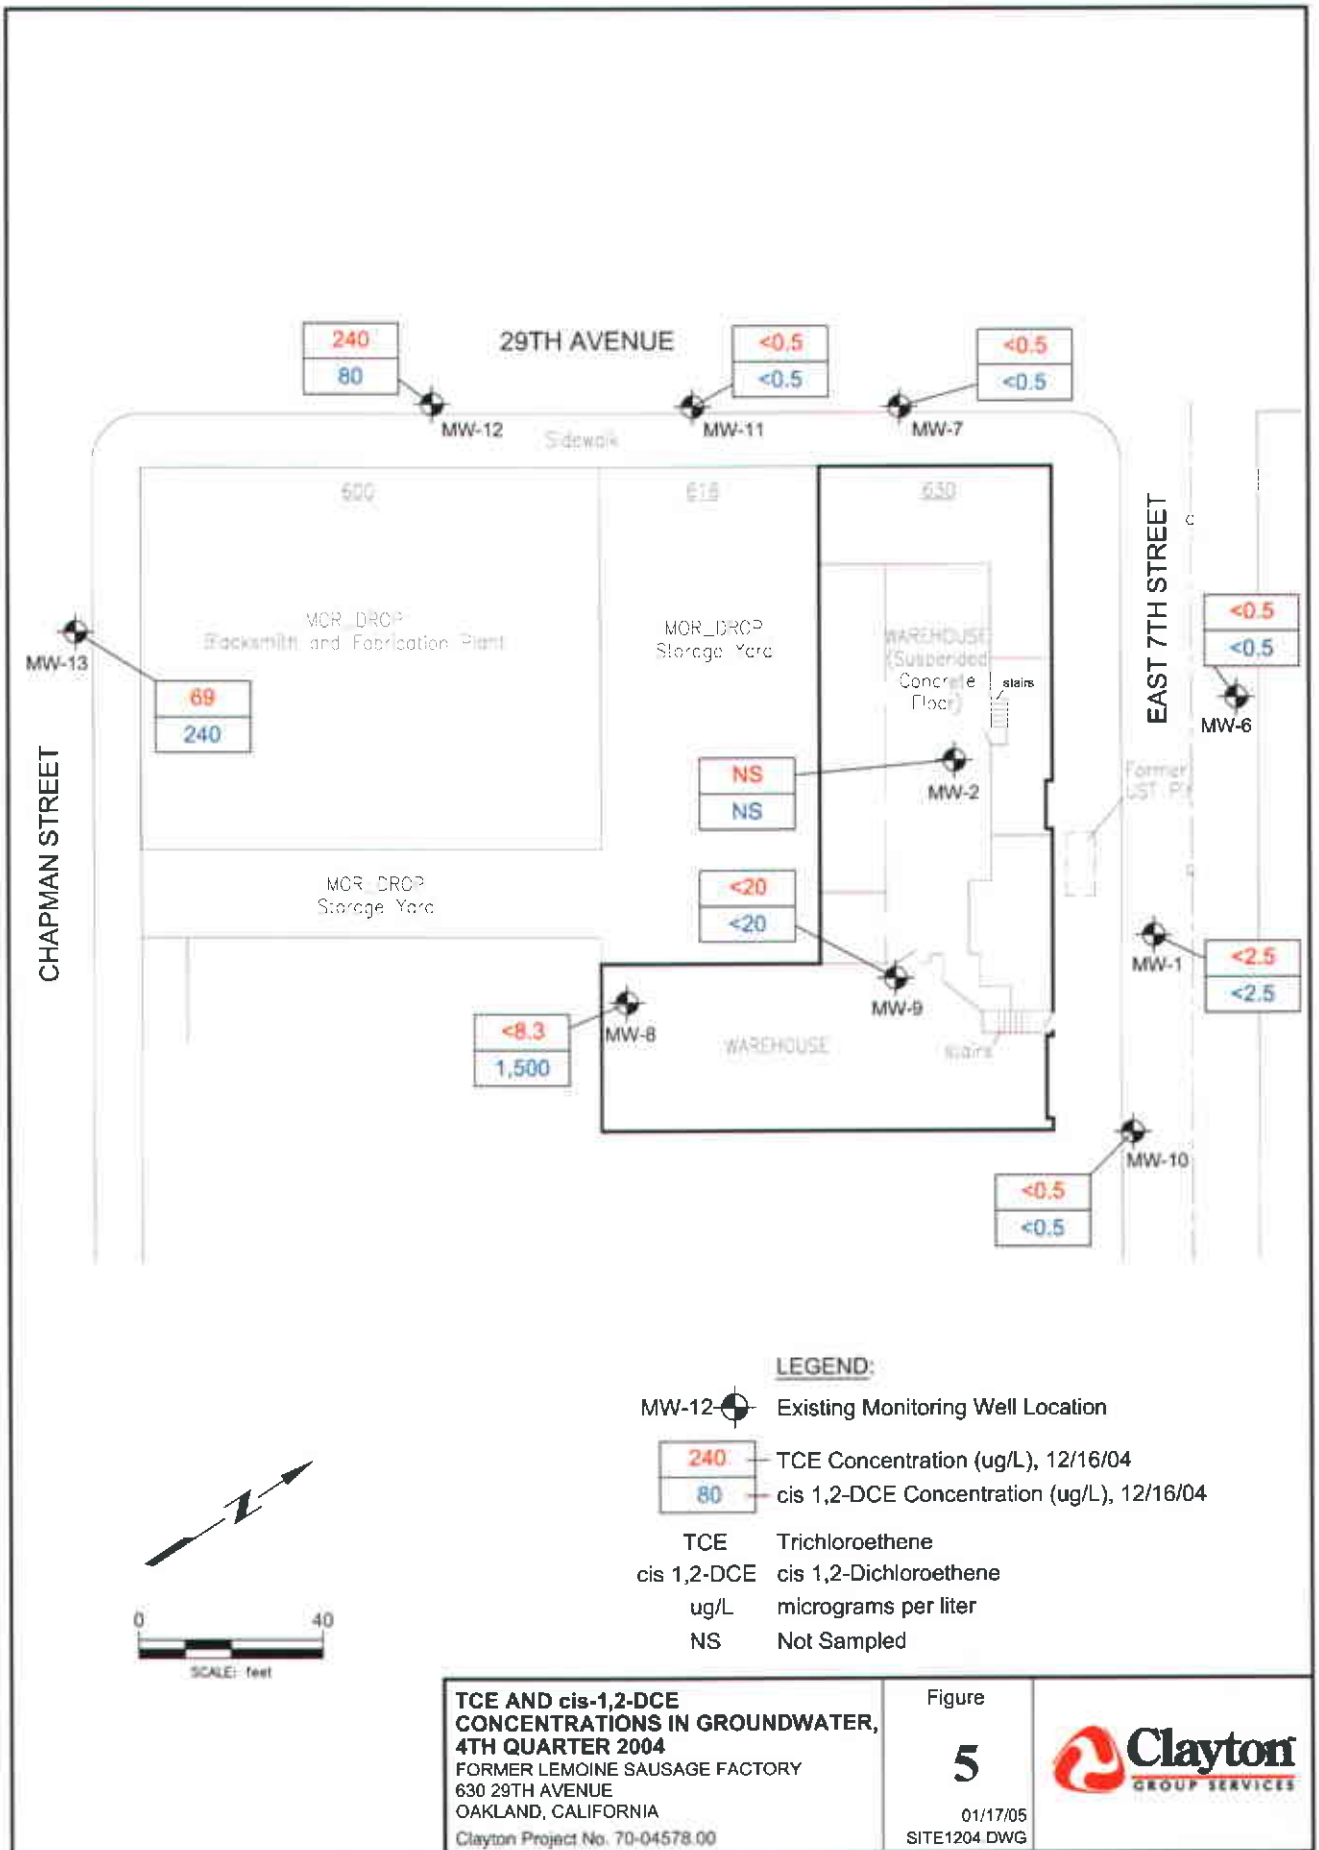 240
80
29TH AVENUE
<0.5
<0.5
<0.5
<0.5
MW-12
MW-11
MW-7
Sidewalk
600
616
630
EAST 7TH STREET
MOR_DROP
Blacksmith and Fabrication Plant
MOR_DROP
Storage Yard
WAREHOUSE
(Suspended
Concrete
Floor)
stairs
<0.5
<0.5
MW-6
MW-13
69
240
CHAPMAN STREET
NS
NS
MW-2
Former
UST Pit
MOR_DROP
Storage Yard
<20
<20
MW-9
MW-1
<2.5
<2.5
<8.3
1,500
MW-8
WAREHOUSE
stairs
MW-10
<0.5
<0.5
LEGEND:
MW-12 Existing Monitoring Well Location
240 TCE Concentration (ug/L), 12/16/04
80 cis 1,2-DCE Concentration (ug/L), 12/16/04
TCE Trichloroethene
cis 1,2-DCE cis 1,2-Dichloroethene
ug/L micrograms per liter
NS Not Sampled
N
0 40
SCALE: feet
TCE AND cis-1,2-DCE
CONCENTRATIONS IN GROUNDWATER,
4TH QUARTER 2004
FORMER LEMOINE SAUSAGE FACTORY
630 29TH AVENUE
OAKLAND, CALIFORNIA
Clayton Project No. 70-04578.00
Figure
5
01/17/05
SITE1204.DWG
Clayton
GROUP SERVICES